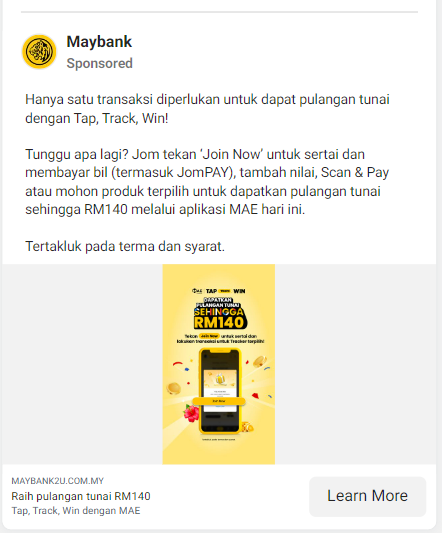 Maybank
Sponsored
Hanya satu transaksi diperlukan untuk dapat pulangan tunai
dengan Tap, Track, Win!
Tunggu apa lagi? Jom tekan ‘Join Now’ untuk sertai dan
membayar bil (termasuk JomPAY), tambah nilai, Scan & Pay
atau mohon produk terpilih untuk dapatkan pulangan tunai
sehingga RM140 melalui aplikasi MAE hari ini.
Tertakluk pada terma dan syarat.
TAP TRACK WIN
DAPATKAN
PULANGAN TUNAI
SEHINGGA
RM140
Tekan Join Now untuk sertai dan
lakukan transaksi untuk Tracker terpilih!
MAYBANK2U.COM.MY
Raih pulangan tunai RM140
Tap, Track, Win dengan MAE
Learn More